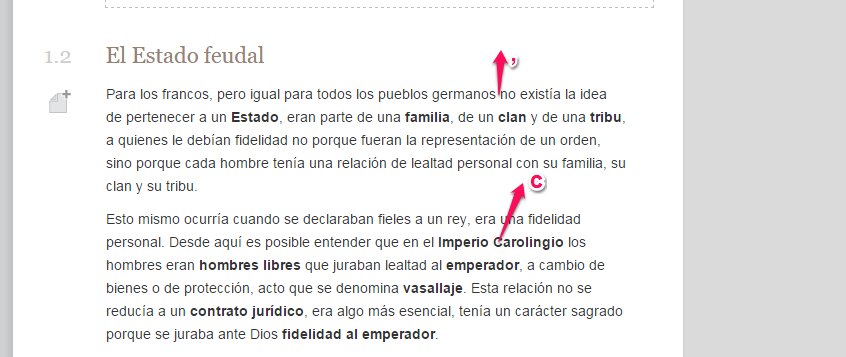 1.2 El Estado feudal
,
Para los francos, pero igual para todos los pueblos germanos no existía la idea
de pertenecer a un Estado, eran parte de una familia, de un clan y de una tribu,
a quienes le debían fidelidad no porque fueran la representación de un orden,
sino porque cada hombre tenía una relación de lealtad personal con su familia, su
clan y su tribu.
c
Esto mismo ocurría cuando se declaraban fieles a un rey, era una fidelidad
personal. Desde aquí es posible entender que en el Imperio Carolingio los
hombres eran hombres libres que juraban lealtad al emperador, a cambio de
bienes o de protección, acto que se denomina vasallaje. Esta relación no se
reducía a un contrato jurídico, era algo más esencial, tenía un carácter sagrado
porque se juraba ante Dios fidelidad al emperador.